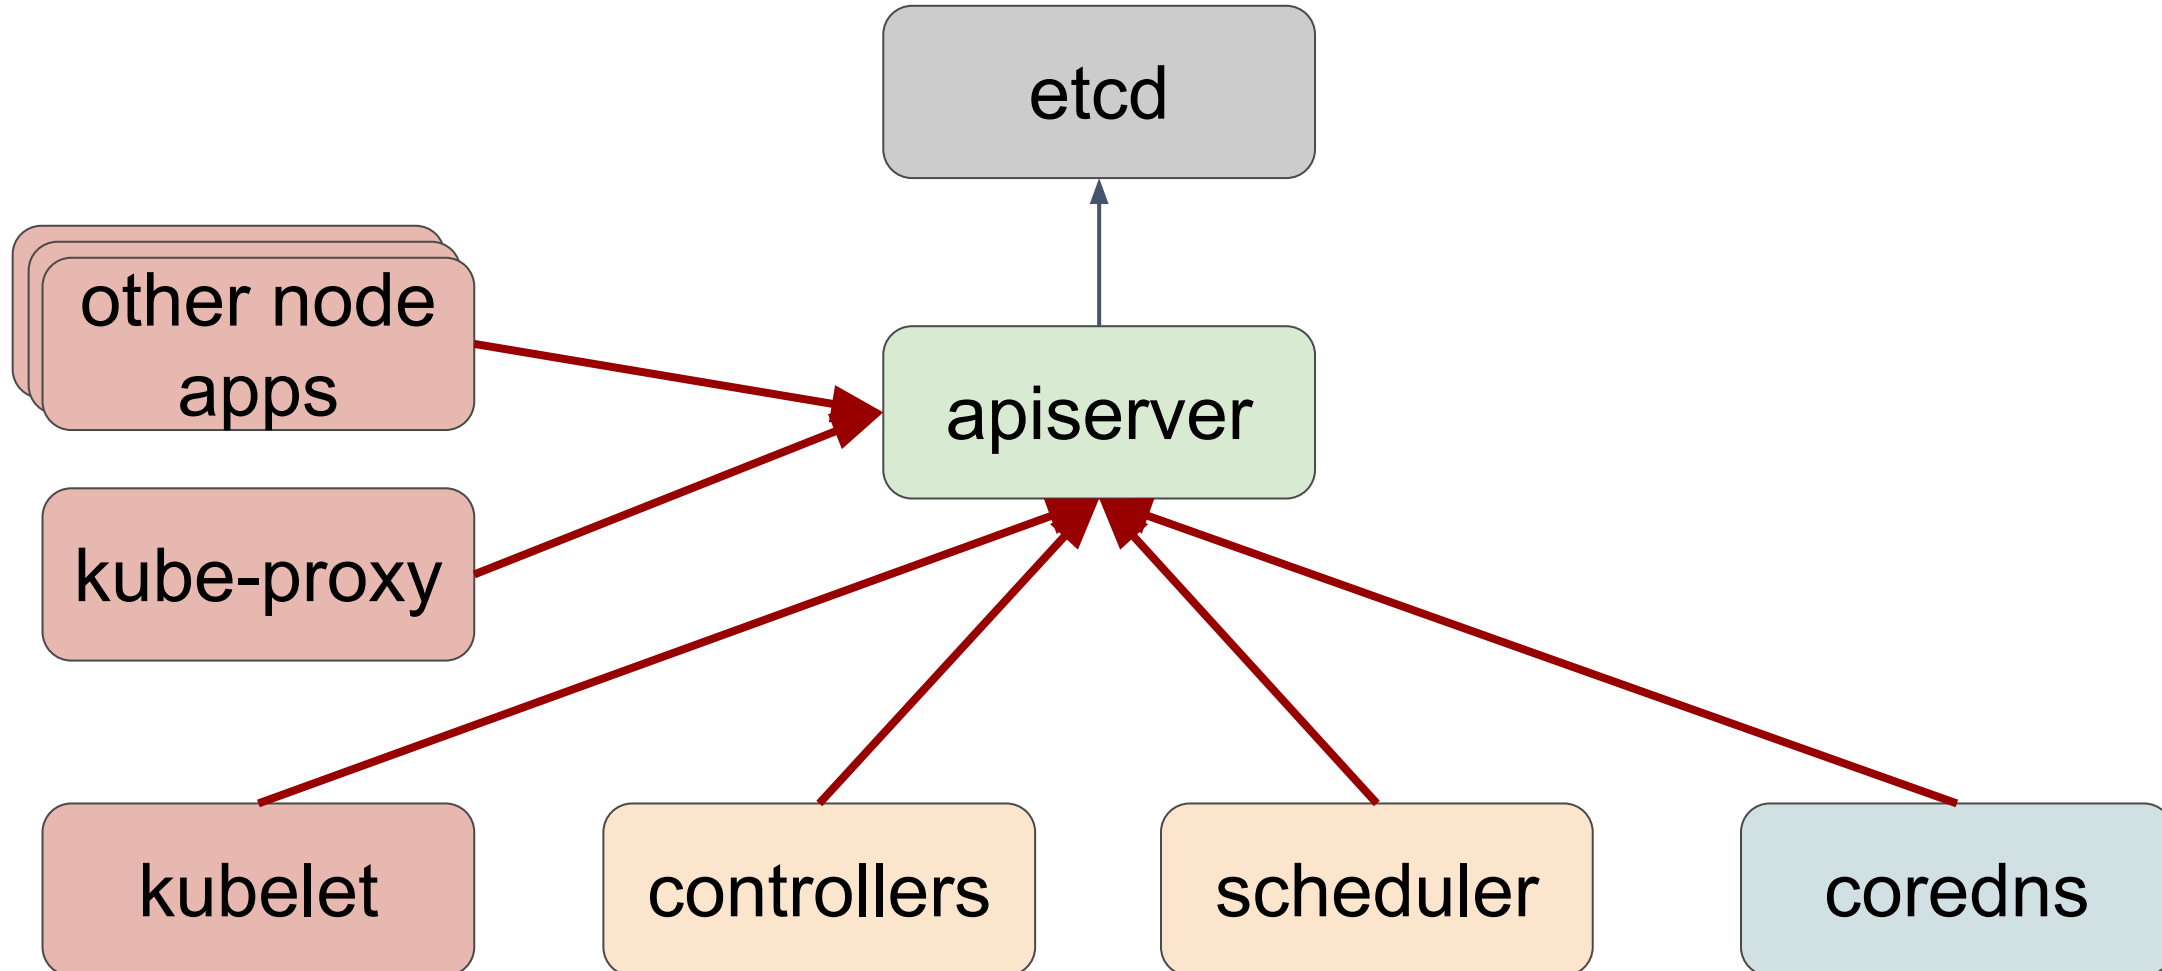 etcd
other node
apps
apiserver
kube-proxy
kubelet
controllers
scheduler
coredns